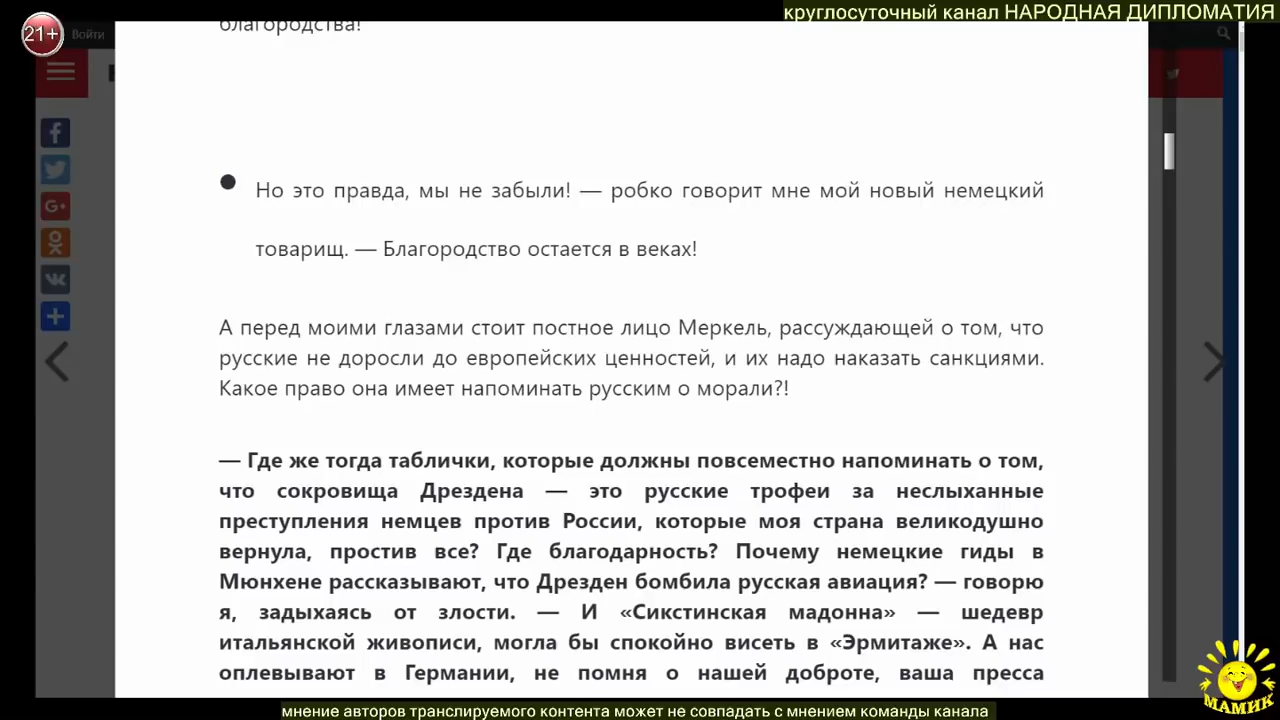 круглосуточный канал НАРОДНАЯ ДИПЛОМАТИЯ
21+
Войти
благородства!
Но это правда, мы не забыли! — робко говорит мне мой новый немецкий
товарищ. — Благородство остается в веках!
А перед моими глазами стоит постное лицо Меркель, рассуждающей о том, что
русские не доросли до европейских ценностей, и их надо наказать санкциями.
Какое право она имеет напоминать русским о морали?!
— Где же тогда таблички, которые должны повсеместно напоминать о том,
что сокровища Дрездена — это русские трофеи за неслыханные
преступления немцев против России, которые моя страна великодушно
вернула, простив все? Где благодарность? Почему немецкие гиды в
Мюнхене рассказывают, что Дрезден бомбила русская авиация? — говорю
я, задыхаясь от злости. — И «Сикстинская мадонна» — шедевр
итальянской живописи, могла бы спокойно висеть в «Эрмитаже». А нас
оплевывают в Германии, не помня о нашей доброте, ваша пресса
МАМИК
мнение авторов транслируемого контента может не совпадать с мнением команды канала